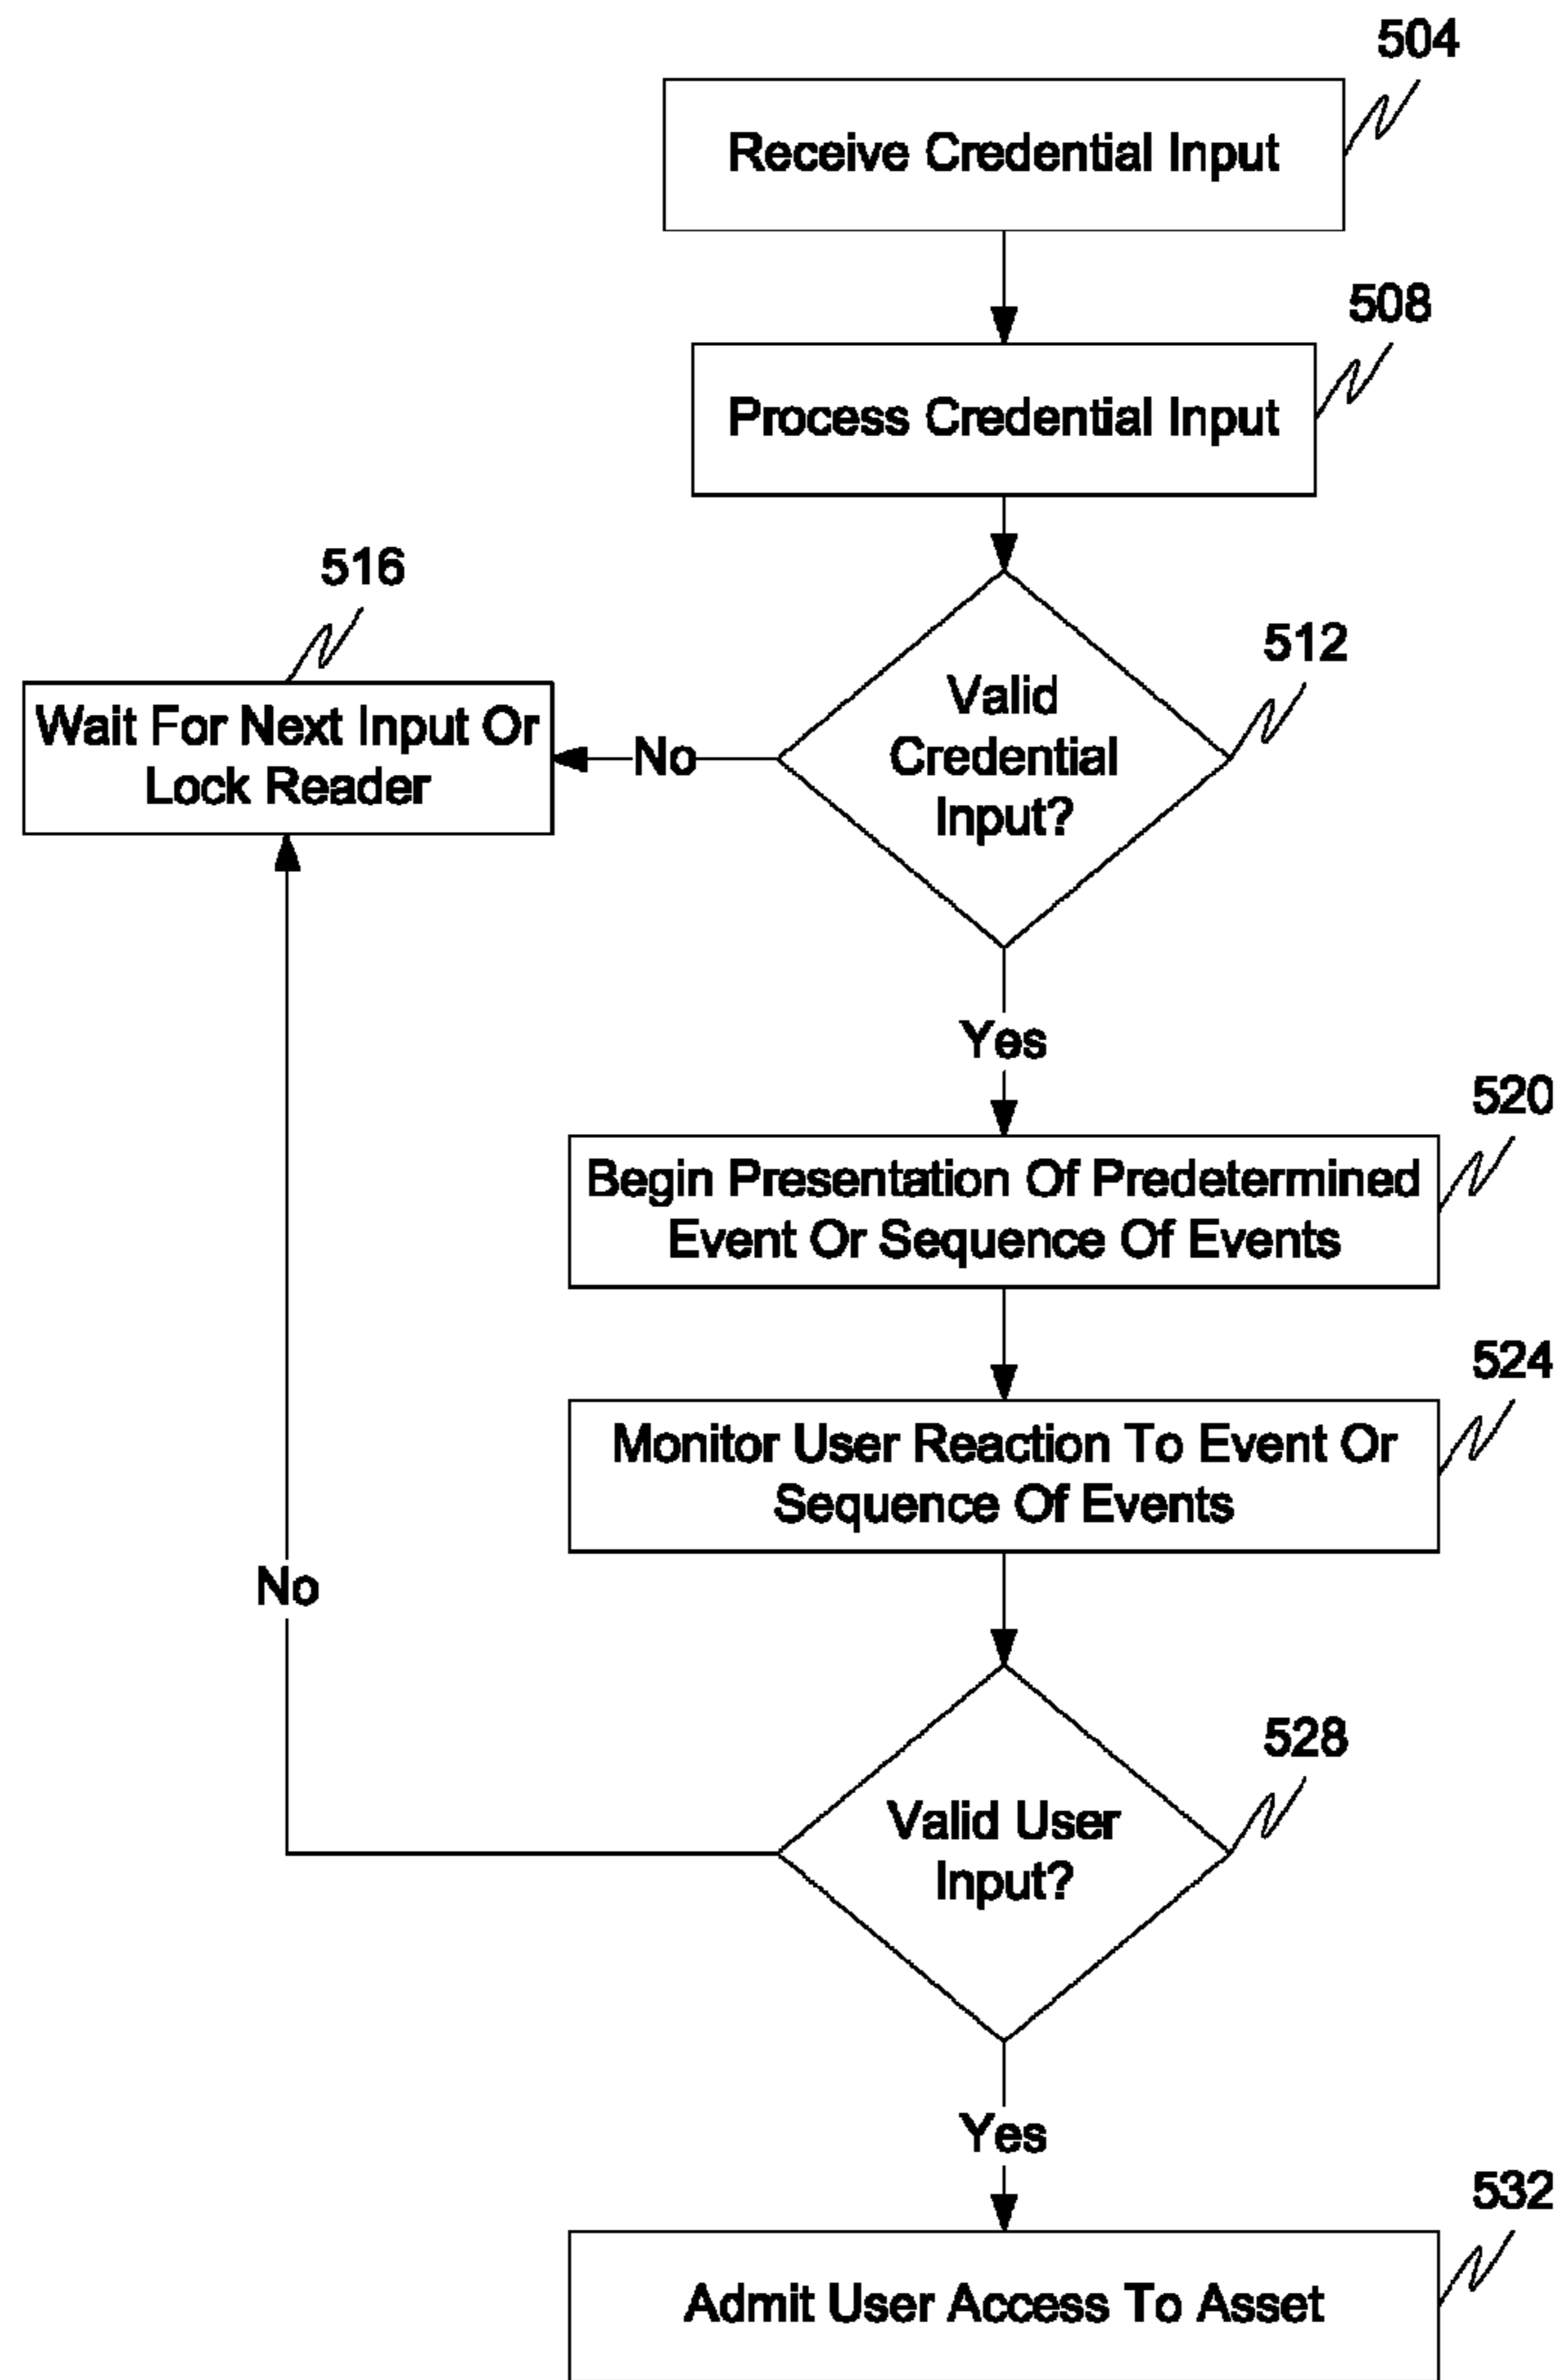 504
Receive Credential Input
508
Process Credential Input
516
Wait For Next Input Or
Lock Reader
512
Valid
Credential
Input?
No
Yes
520
Begin Presentation Of Predetermined
Event Or Sequence Of Events
524
Monitor User Reaction To Event Or
Sequence Of Events
No
528
Valid User
Input?
Yes
532
Admit User Access To Asset